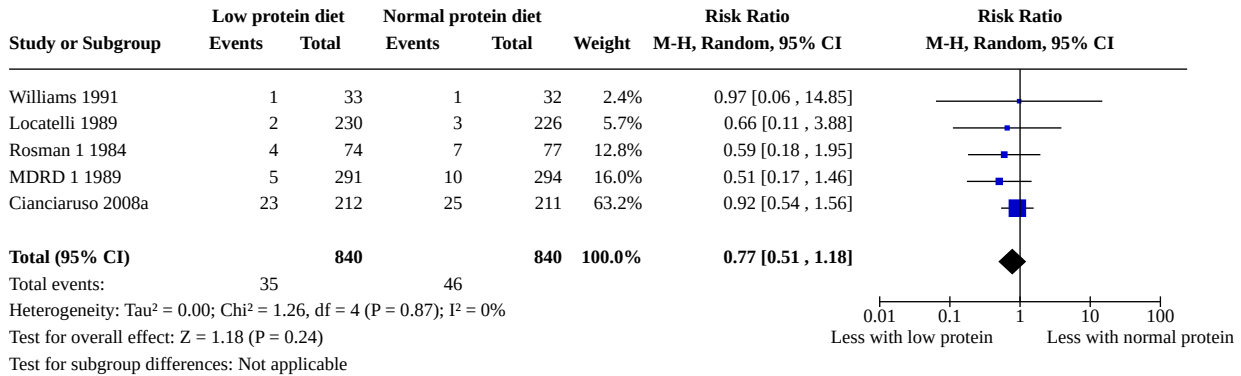 Low protein diet Normal protein diet Risk Ratio Risk Ratio
Study or Subgroup Events Total Events Total Weight M-H, Random, 95% CI M-H, Random, 95% CI
Williams 1991 1 33 1 32 2.4% 0.97 [0.06 , 14.85]
Locatelli 1989 2 230 3 226 5.7% 0.66 [0.11 , 3.88]
Rosman 1 1984 4 74 7 77 12.8% 0.59 [0.18 , 1.95]
MDRD 1 1989 5 291 10 294 16.0% 0.51 [0.17 , 1.46]
Cianciaruso 2008a 23 212 25 211 63.2% 0.92 [0.54 , 1.56]
Total (95% CI) 840 840 100.0% 0.77 [0.51 , 1.18]
Total events: 35 46
Heterogeneity: Tau² = 0.00; Chi² = 1.26, df = 4 (P = 0.87); I² = 0%
0.01 0.1 1 10 100
Test for overall effect: Z = 1.18 (P = 0.24)
Less with low protein Less with normal protein
Test for subgroup differences: Not applicable